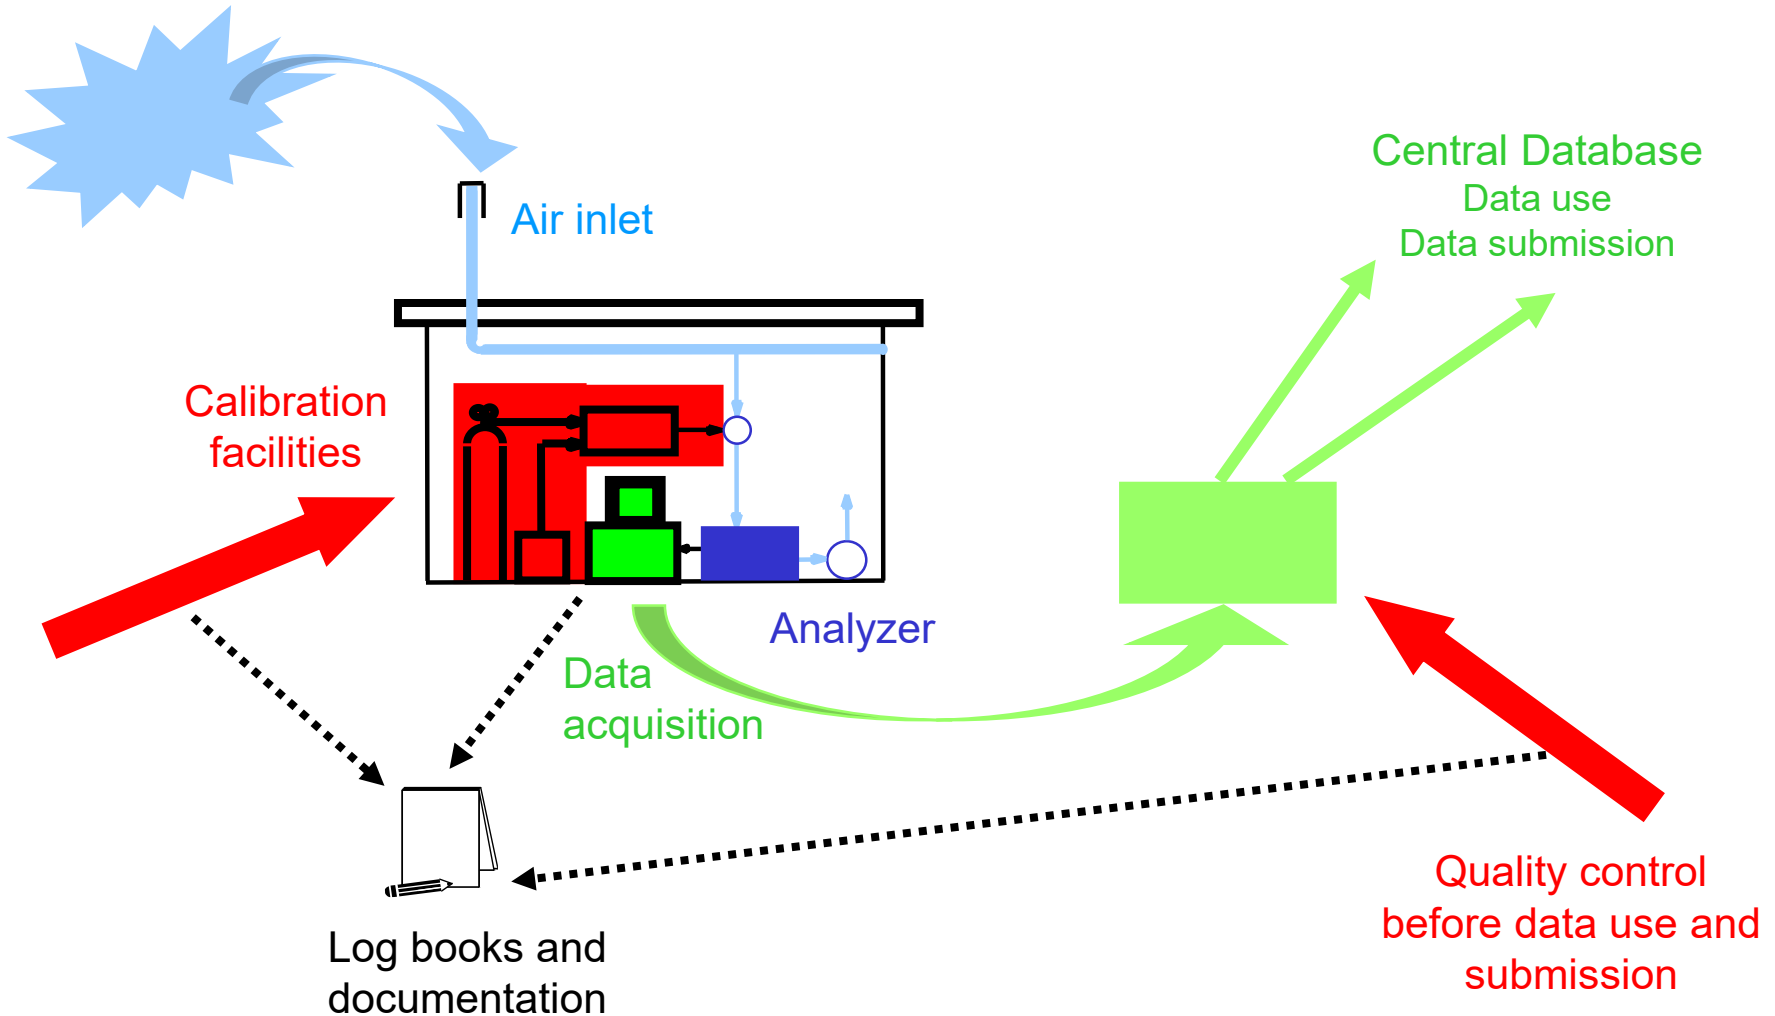 Air inlet
Central Database
Data use
Data submission
Calibration
facilities
Analyzer
Data
acquisition
Quality control
before data use and
submission
Log books and
documentation